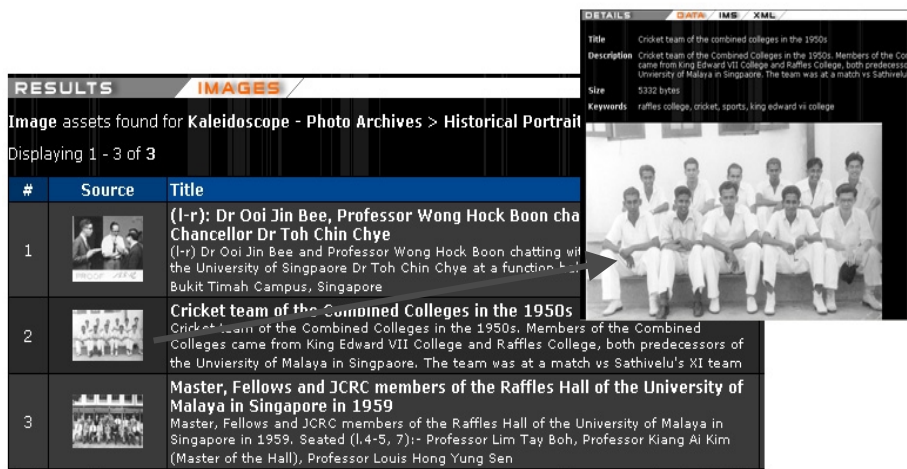 RESULTS
IMAGES
Image assets found for Kaleidoscope - Photo Archives > Historical Portrait
Displaying 1 - 3 of 3
# Source Title
1
(l-r): Dr Ooi Jin Bee, Professor Wong Hock Boon cha
Chancellor Dr Toh Chin Chye
(l-r) Dr Ooi Jin Bee and Professor Wong Hock Boon chatting wit
the University of Singpaore Dr Toh Chin Chye at a function
Bukit Timah Campus, Singapore
2
Cricket team of the Combined Colleges in the 1950s
Cricket team of the Combined Colleges in the 1950s. Members of the Combined
Colleges came from King Edward VII College and Raffles College, both predecessors of
the Unviersity of Malaya in Singpaore. The team was at a match vs Sathivelu's XI team
3
Master, Fellows and JCRC members of the Raffles Hall of the University of
Malaya in Singapore in 1959
Master, Fellows and JCRC members of the Raffles Hall of the University of Malaya in
Singapore in 1959. Seated (l.4-5, 7):- Professor Lim Tay Boh, Professor Kiang Ai Kim
(Master of the Hall), Professor Louis Hong Yung Sen
DETAILS DATA / IMS / XML
Title Cricket team of the combined colleges in the 1950s
Description Cricket team of the Combined Colleges in the 1950s. Members of the Co
came from King Edward VII College and Raffles College, both predecesso
Unviersity of Malaya in Singpaore. The team was at a match vs Sathivelu
Size 5332 bytes
Keywords raffles college, cricket, sports, king edward vii college